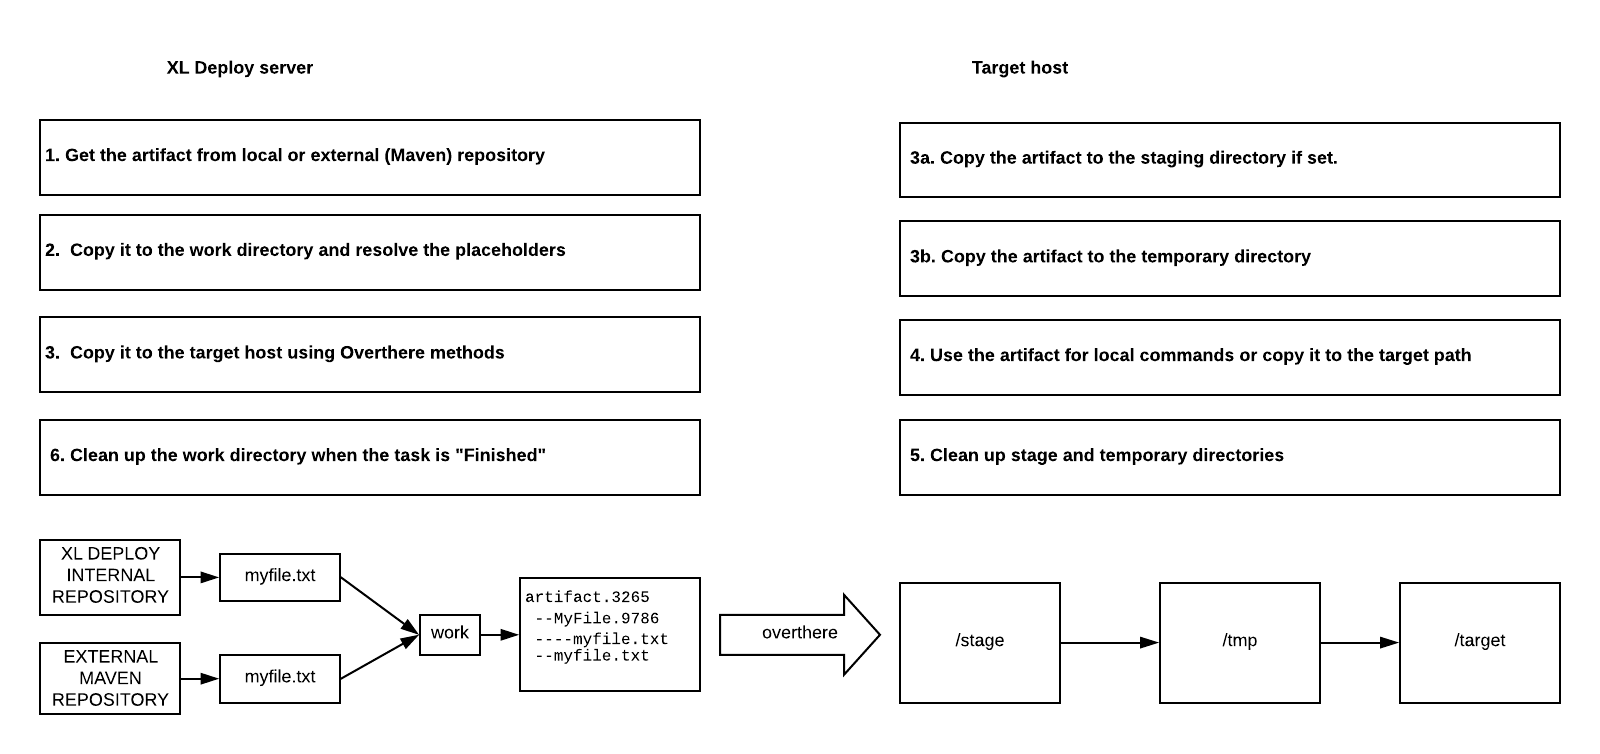 XL Deploy server
Target host
1. Get the artifact from local or external (Maven) repository
2.  Copy it to the work directory and resolve the placeholders
3.  Copy it to the target host using Overthere methods
6. Clean up the work directory when the task is "Finished"
3a. Copy the artifact to the staging directory if set.
3b. Copy the artifact to the temporary directory
4. Use the artifact for local commands or copy it to the target path
5. Clean up stage and temporary directories
XL DEPLOY
INTERNAL
REPOSITORY
myfile.txt
EXTERNAL
MAVEN
REPOSITORY
myfile.txt
work
artifact.3265
--MyFile.9786
----myfile.txt
--myfile.txt
overthere
/stage
/tmp
/target